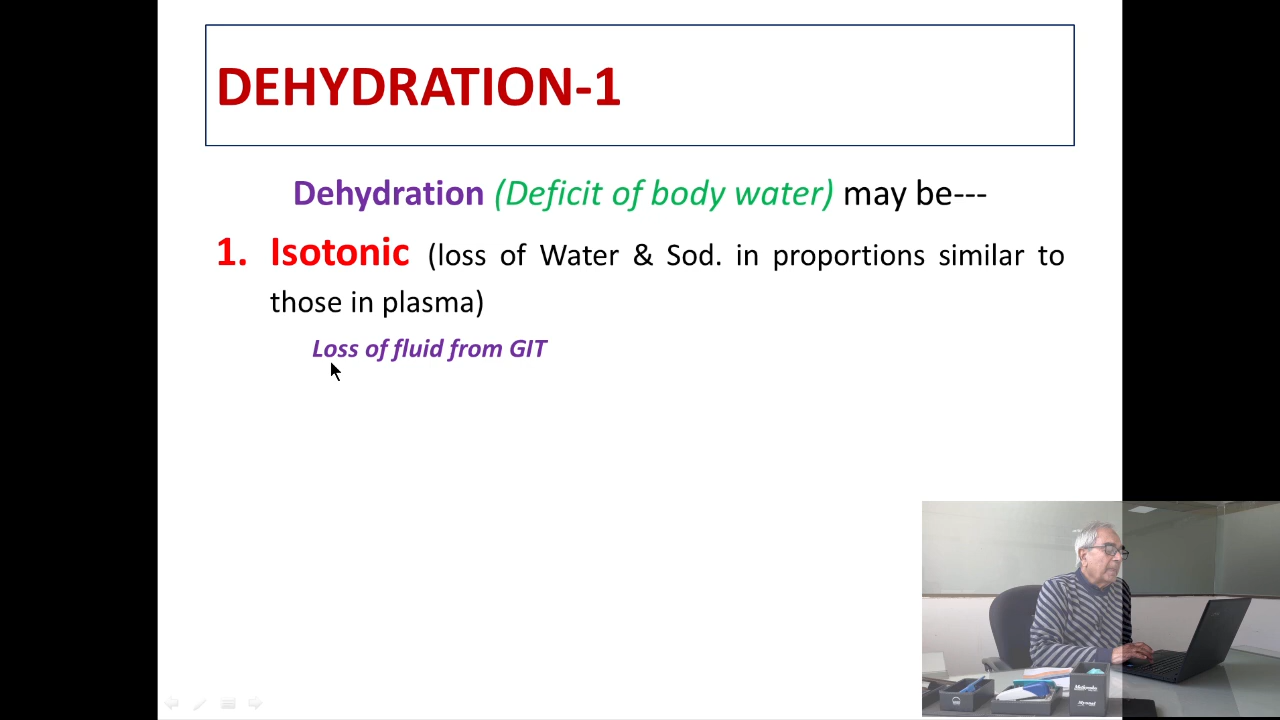 DEHYDRATION-1
Dehydration (Deficit of body water) may be---
1. Isotonic (loss of Water & Sod. in proportions similar to
those in plasma)
Loss of fluid from GIT